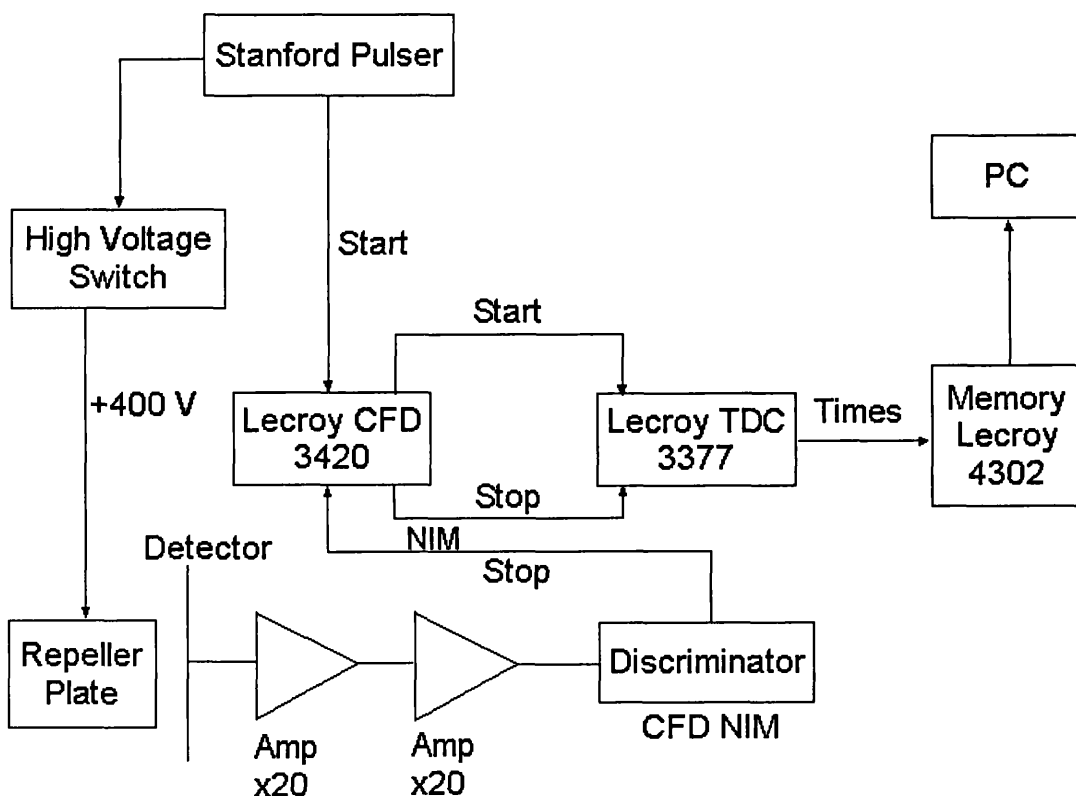 Stanford Pulser
PC
High Voltage
Switch
Start
Start
+400 V
Lecroy CFD
3420
Lecroy TDC
3377
Times
Memory
Lecroy
4302
Stop
NIM
Stop
Detector
Repeller
Plate
Discriminator
CFD NIM
Amp
x20
Amp
x20